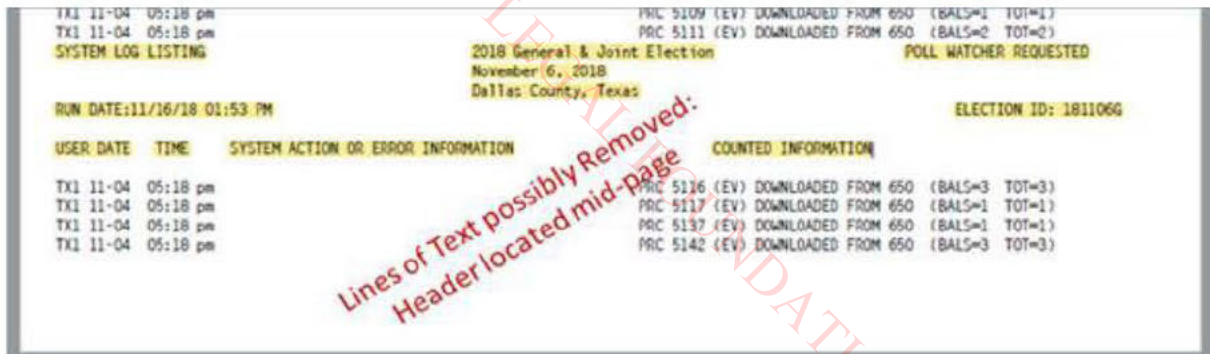 TX1 11-04 05:18 pm PRC 5109 (EV) DOWNLOADED FROM 650 (BALS=1 TOT=1)
TX1 11-04 05:18 pm PRC 5111 (EV) DOWNLOADED FROM 650 (BALS=2 TOT=2)
SYSTEM LOG LISTING 2018 General & Joint Election POLL WATCHER REQUESTED
November 6, 2018
Dallas County, Texas
RUN DATE:11/16/18 01:53 PM ELECTION ID: 181106G
USER DATE TIME SYSTEM ACTION OR ERROR INFORMATION COUNTED INFORMATION
TX1 11-04 05:18 pm PRC 5116 (EV) DOWNLOADED FROM 650 (BALS=3 TOT=3)
TX1 11-04 05:18 pm PRC 5117 (EV) DOWNLOADED FROM 650 (BALS=1 TOT=1)
TX1 11-04 05:18 pm PRC 5137 (EV) DOWNLOADED FROM 650 (BALS=1 TOT=1)
TX1 11-04 05:18 pm PRC 5142 (EV) DOWNLOADED FROM 650 (BALS=3 TOT=3)
Lines of Text possibly Removed:
Header located mid-page
LEGAL